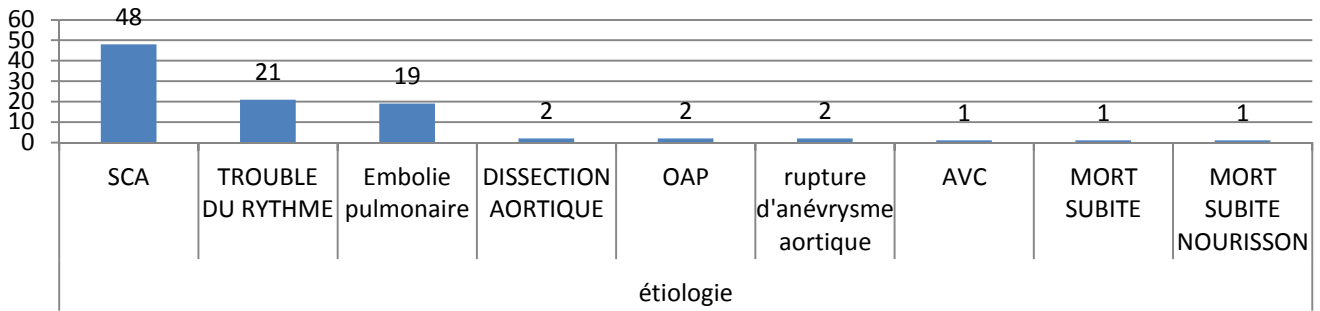 60
50
40
30
20
10
0
48
21
19
2
2
2
1
1
1
SCA
TROUBLE
DU RYTHME
Embolie
pulmonaire
DISSECTION
AORTIQUE
OAP
rupture
d'anévrysme
aortique
AVC
MORT
SUBITE
MORT
SUBITE
NOURISSON
étiologie